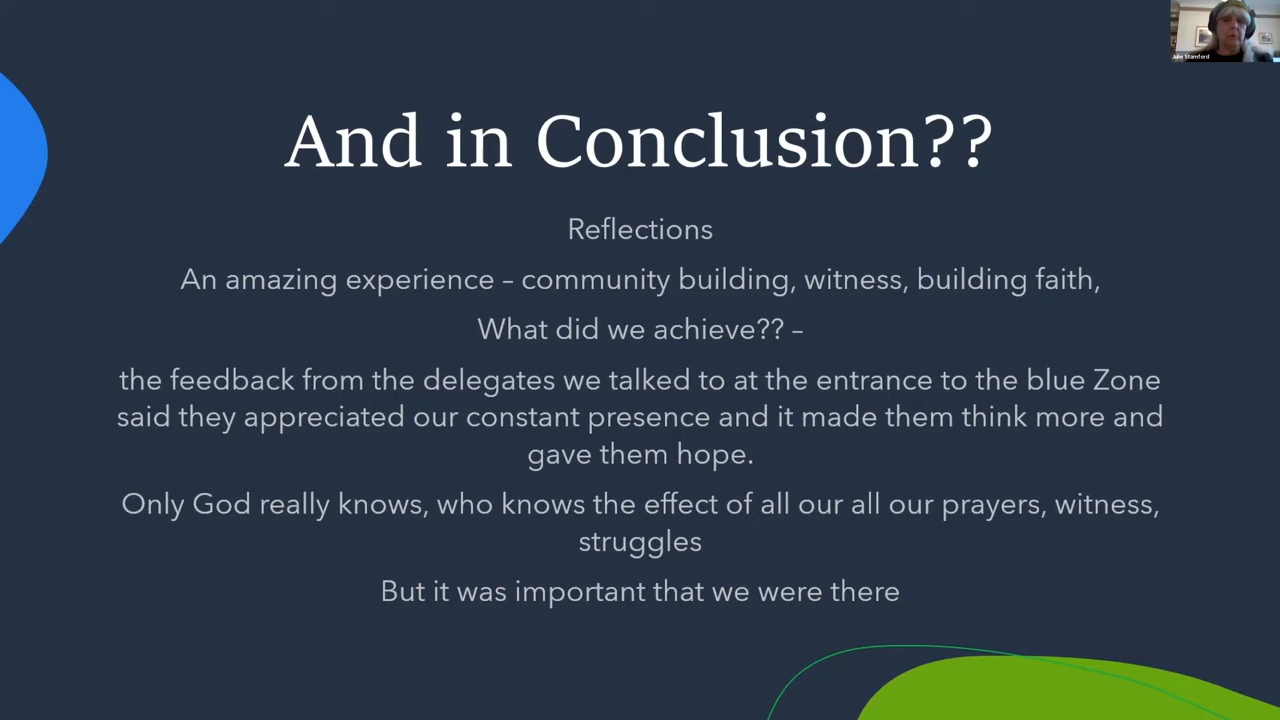 Julie Stamford
And in Conclusion??
Reflections
An amazing experience – community building, witness, building faith,
What did we achieve?? –
the feedback from the delegates we talked to at the entrance to the blue Zone
said they appreciated our constant presence and it made them think more and
gave them hope.
Only God really knows, who knows the effect of all our all our prayers, witness,
struggles
But it was important that we were there